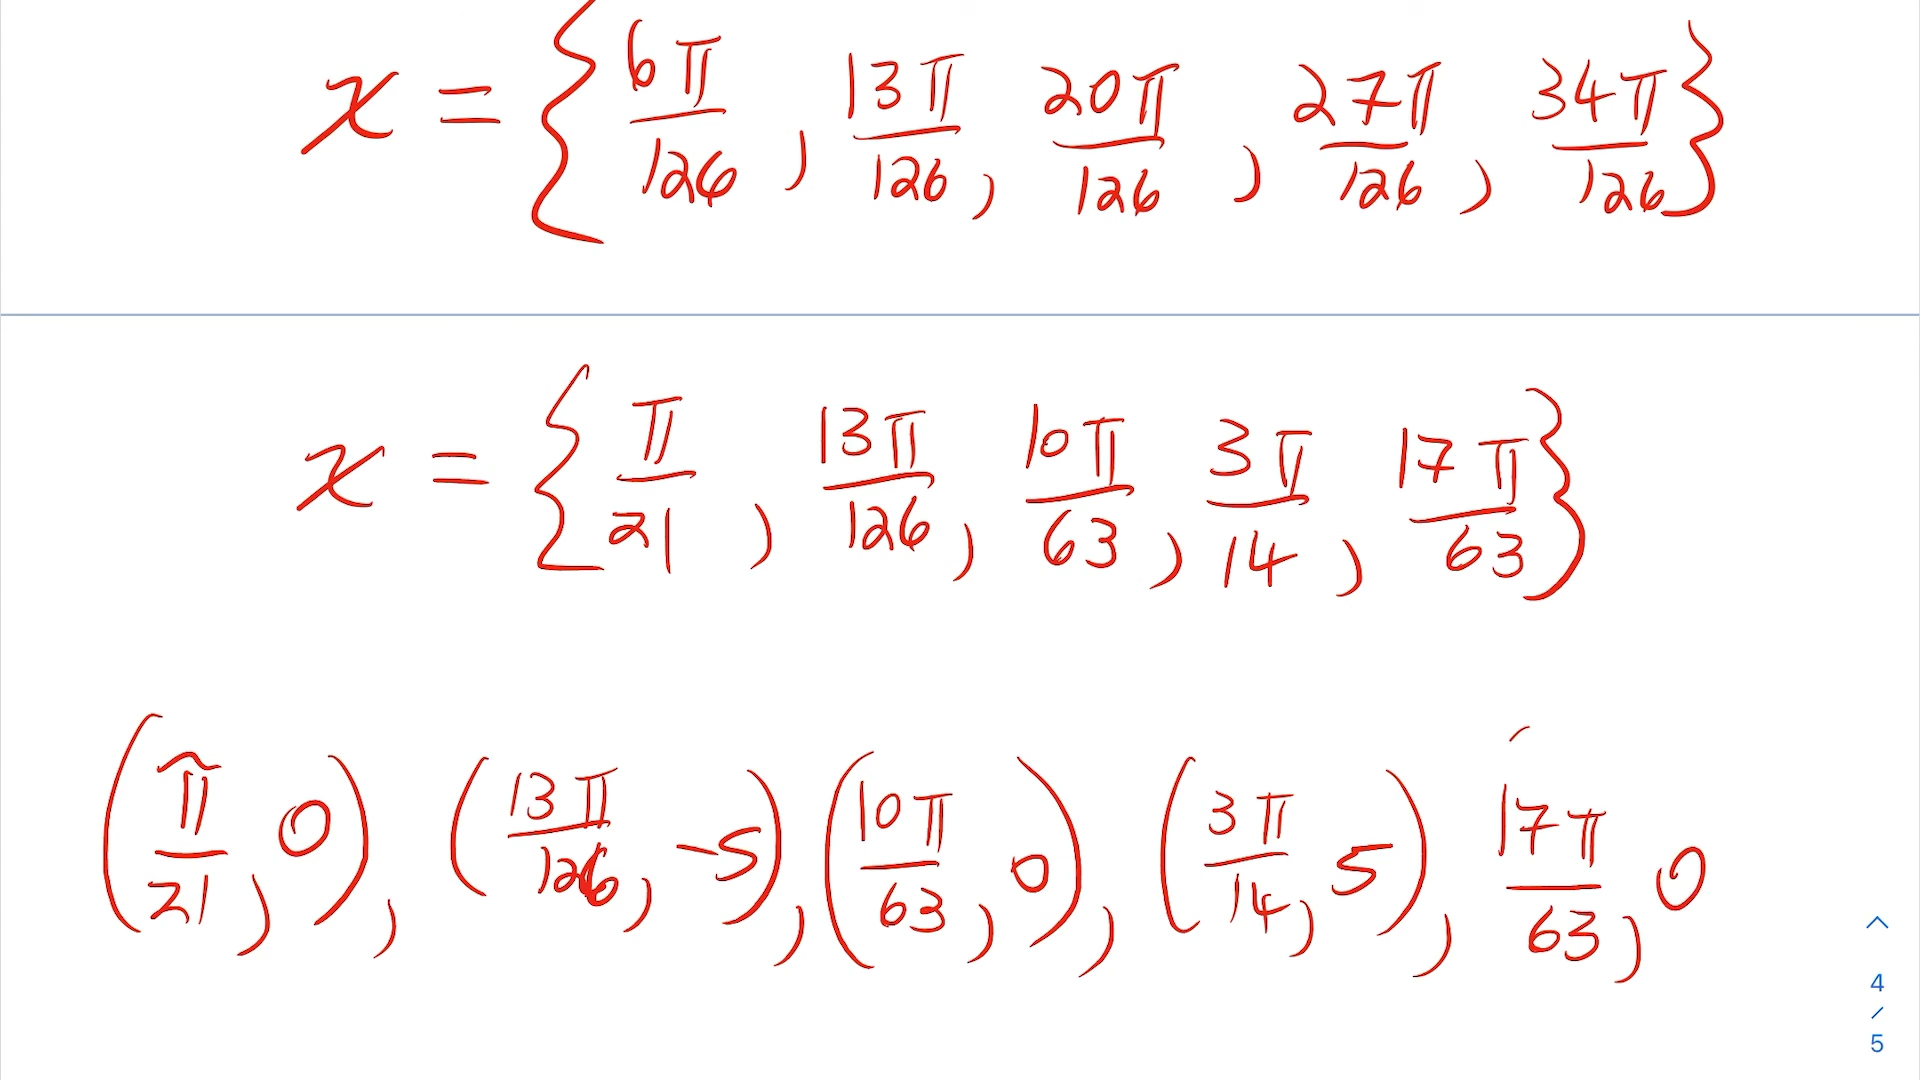 x = { 6π/126 , 13π/126 , 20π/126 , 27π/126 , 34π/126 }
x = { π/21 , 13π/126 , 10π/63 , 3π/14 , 17π/63 }
( π/21 , 0 ) , ( 13π/126 , -5 ) , ( 10π/63 , 0 ) , ( 3π/14 , 5 ) , 17π/63 , 0
4
/
5